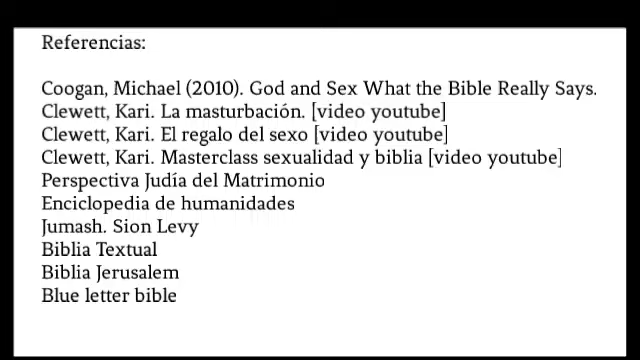 Referencias:
Coogan, Michael (2010). God and Sex What the Bible Really Says.
Clewett, Kari. La masturbación. [video youtube]
Clewett, Kari. El regalo del sexo [video youtube]
Clewett, Kari. Masterclass sexualidad y biblia [video youtube]
Perspectiva Judía del Matrimonio
Enciclopedia de humanidades
Jumash. Sion Levy
Biblia Textual
Biblia Jerusalem
Blue letter bible